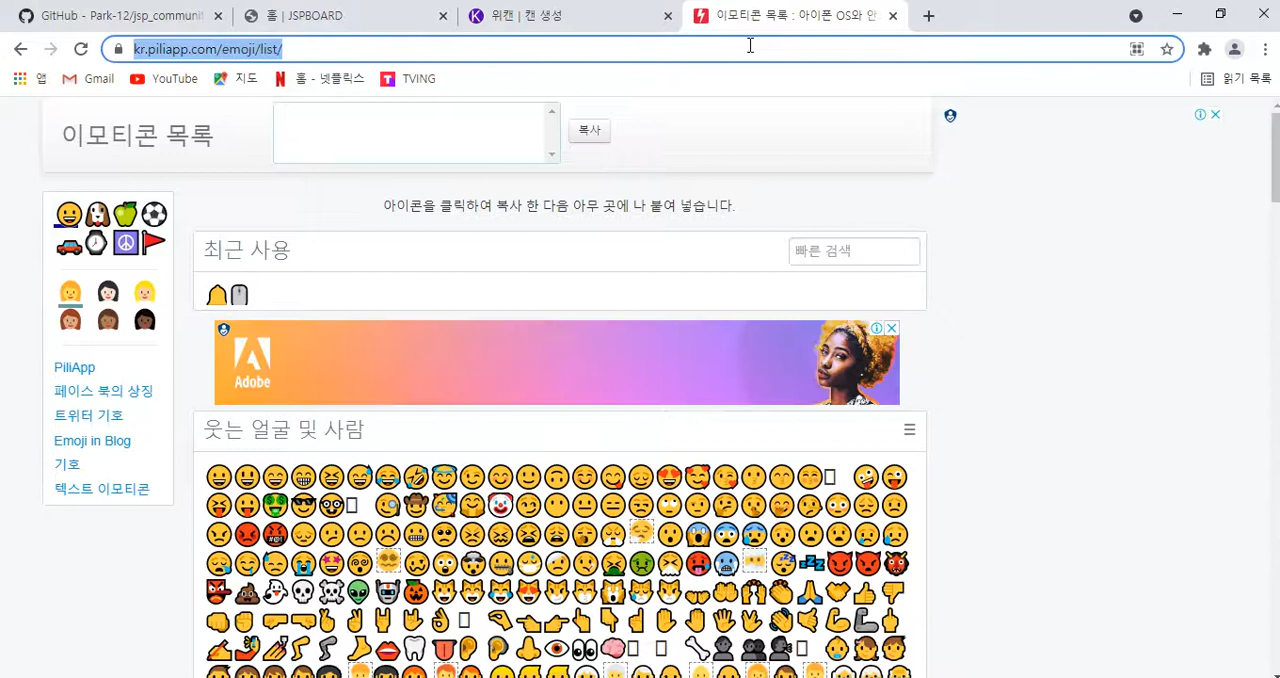 GitHub - Park-12/jsp_communit
홈 | JSPBOARD
위캔 | 캔 생성
이모티콘 목록 : 아이폰 OS와 안
kr.piliapp.com/emoji/list/
앱
Gmail
YouTube
지도
홈 - 넷플릭스
TVING
읽기 목록
이모티콘 목록
복사
아이콘을 클릭하여 복사 한 다음 아무 곳에 나 붙여 넣습니다.
최근 사용
빠른 검색
Adobe
PiliApp
페이스 북의 상징
트위터 기호
Emoji in Blog
기호
텍스트 이모티콘
웃는 얼굴 및 사람